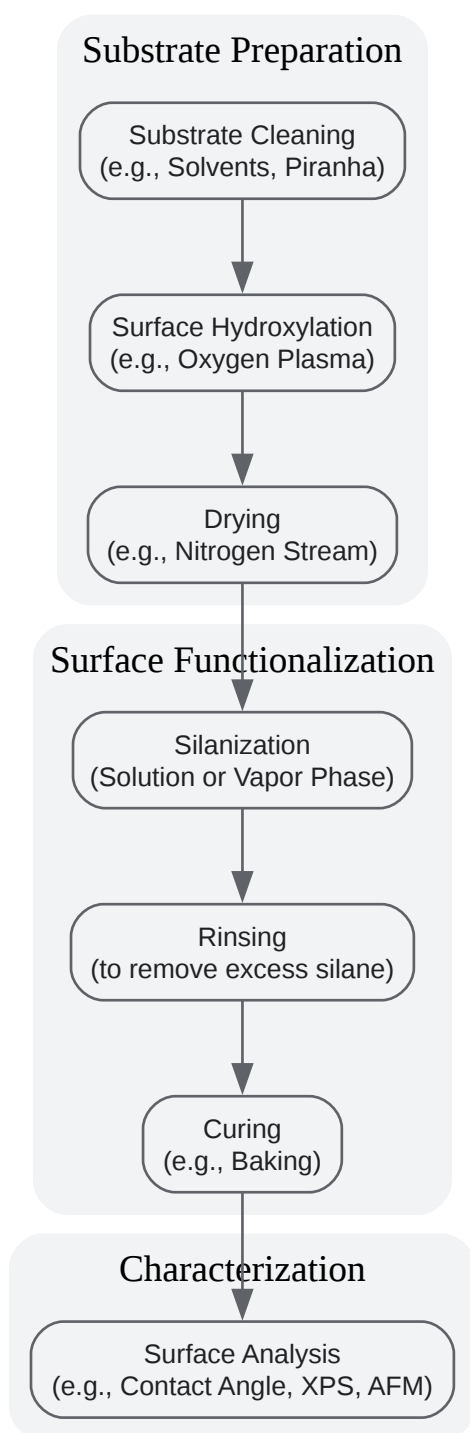 Substrate Preparation
Substrate Cleaning
(e.g., Solvents, Piranha)
Surface Hydroxylation
(e.g., Oxygen Plasma)
Drying
(e.g., Nitrogen Stream)
Surface Functionalization
Silanization
(Solution or Vapor Phase)
Rinsing
(to remove excess silane)
Curing
(e.g., Baking)
Characterization
Surface Analysis
(e.g., Contact Angle, XPS, AFM)